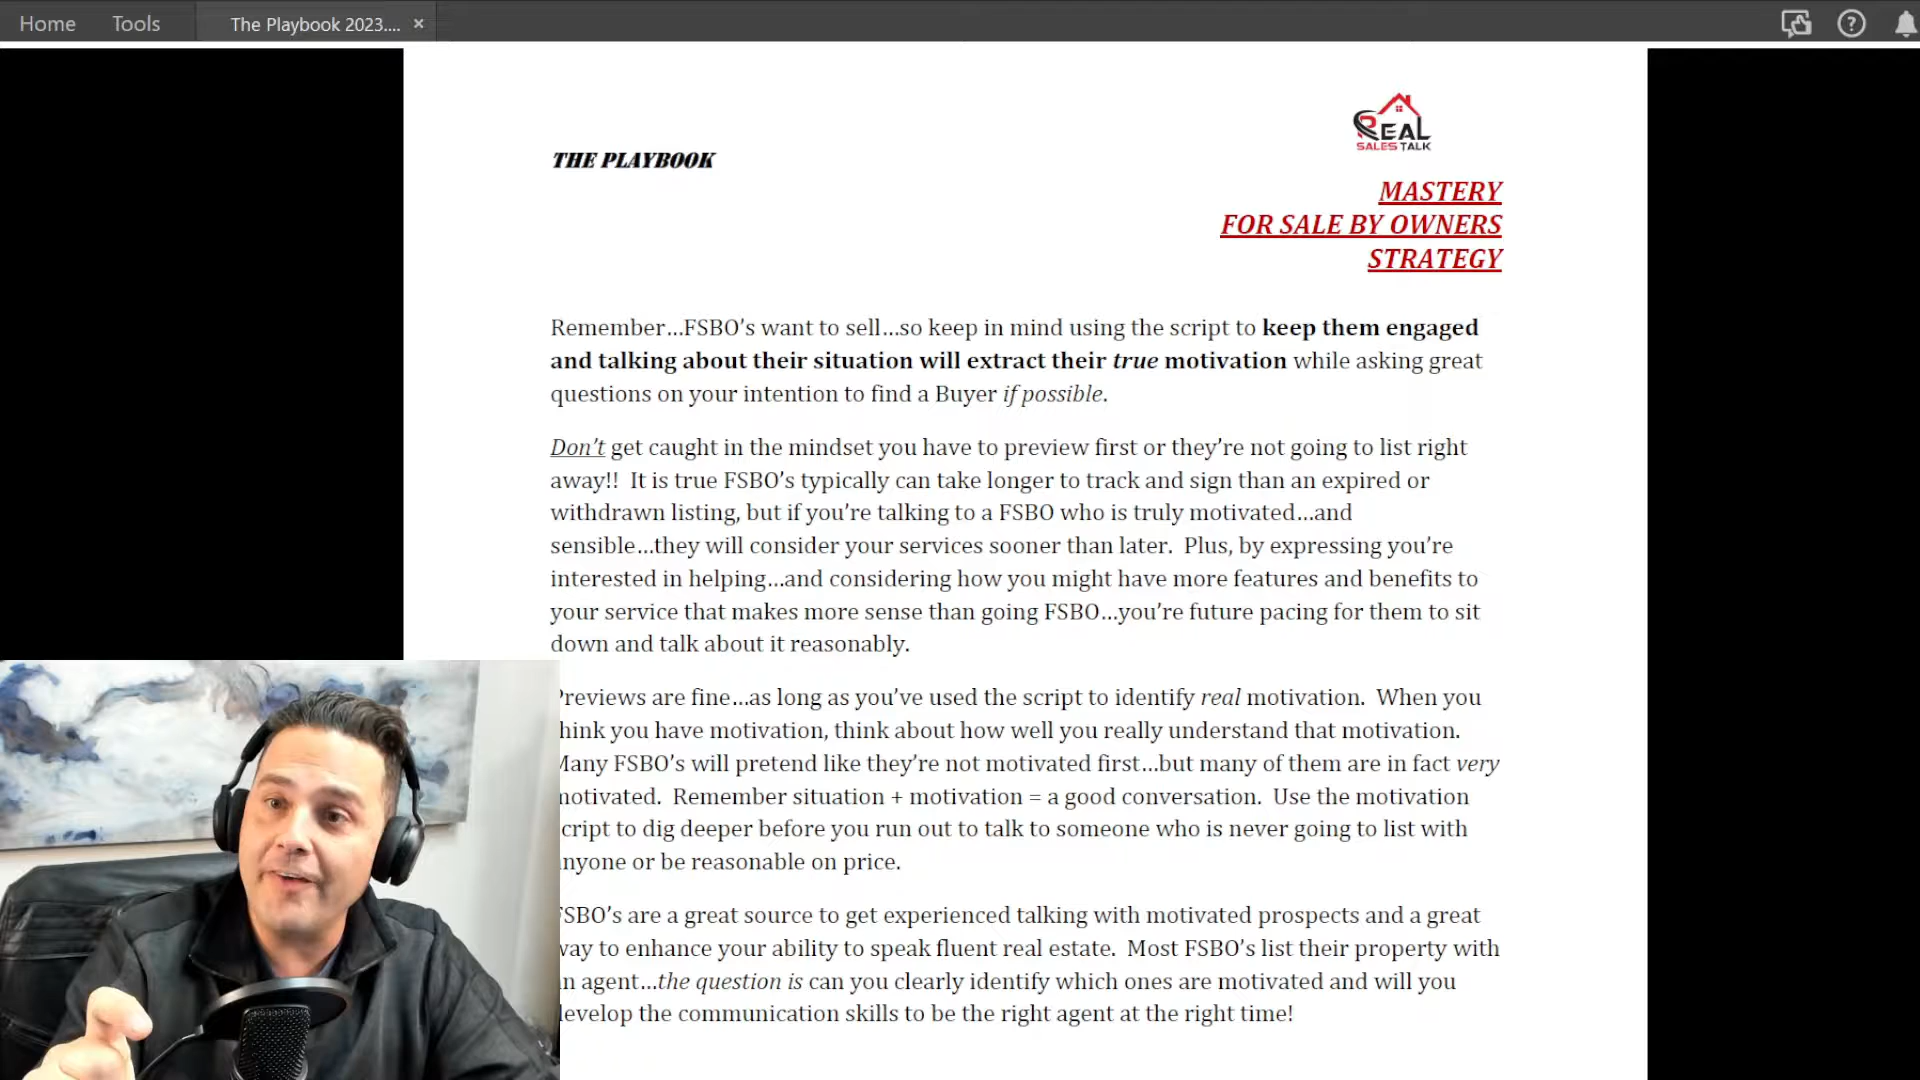 Home Tools The Playbook 2023....
REAL
SALES TALK
THE PLAYBOOK
MASTERY
FOR SALE BY OWNERS
STRATEGY
Remember…FSBO’s want to sell…so keep in mind using the script to keep them engaged
and talking about their situation will extract their true motivation while asking great
questions on your intention to find a Buyer if possible.
Don’t get caught in the mindset you have to preview first or they’re not going to list right
away!! It is true FSBO’s typically can take longer to track and sign than an expired or
withdrawn listing, but if you’re talking to a FSBO who is truly motivated…and
sensible…they will consider your services sooner than later. Plus, by expressing you’re
interested in helping…and considering how you might have more features and benefits to
your service that makes more sense than going FSBO…you’re future pacing for them to sit
down and talk about it reasonably.
Previews are fine…as long as you’ve used the script to identify real motivation. When you
think you have motivation, think about how well you really understand that motivation.
Many FSBO’s will pretend like they’re not motivated first…but many of them are in fact very
motivated. Remember situation + motivation = a good conversation. Use the motivation
script to dig deeper before you run out to talk to someone who is never going to list with
anyone or be reasonable on price.
FSBO’s are a great source to get experienced talking with motivated prospects and a great
way to enhance your ability to speak fluent real estate. Most FSBO’s list their property with
an agent…the question is can you clearly identify which ones are motivated and will you
develop the communication skills to be the right agent at the right time!